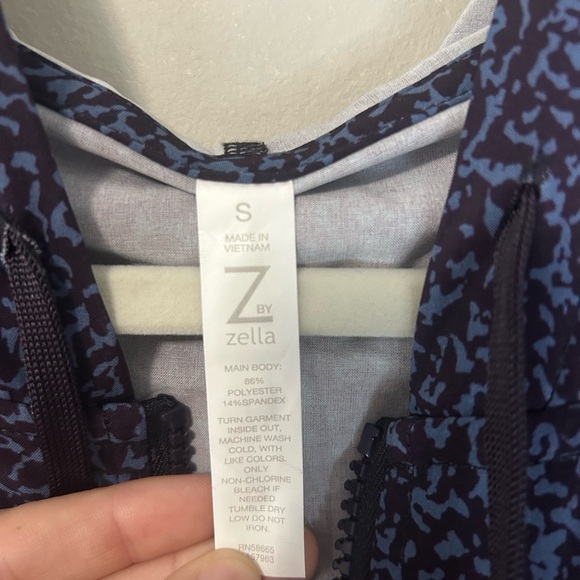 S
MADE IN
VIETNAM
Z
BY
zella
MAIN BODY:
86%
POLYESTER
14%SPANDEX
TURN GARMENT
INSIDE OUT,
MACHINE WASH
COLD, WITH
LIKE COLORS.
ONLY
NON-CHLORINE
BLEACH IF
NEEDED
TUMBLE DRY
LOW DO NOT
IRON.
RN58665